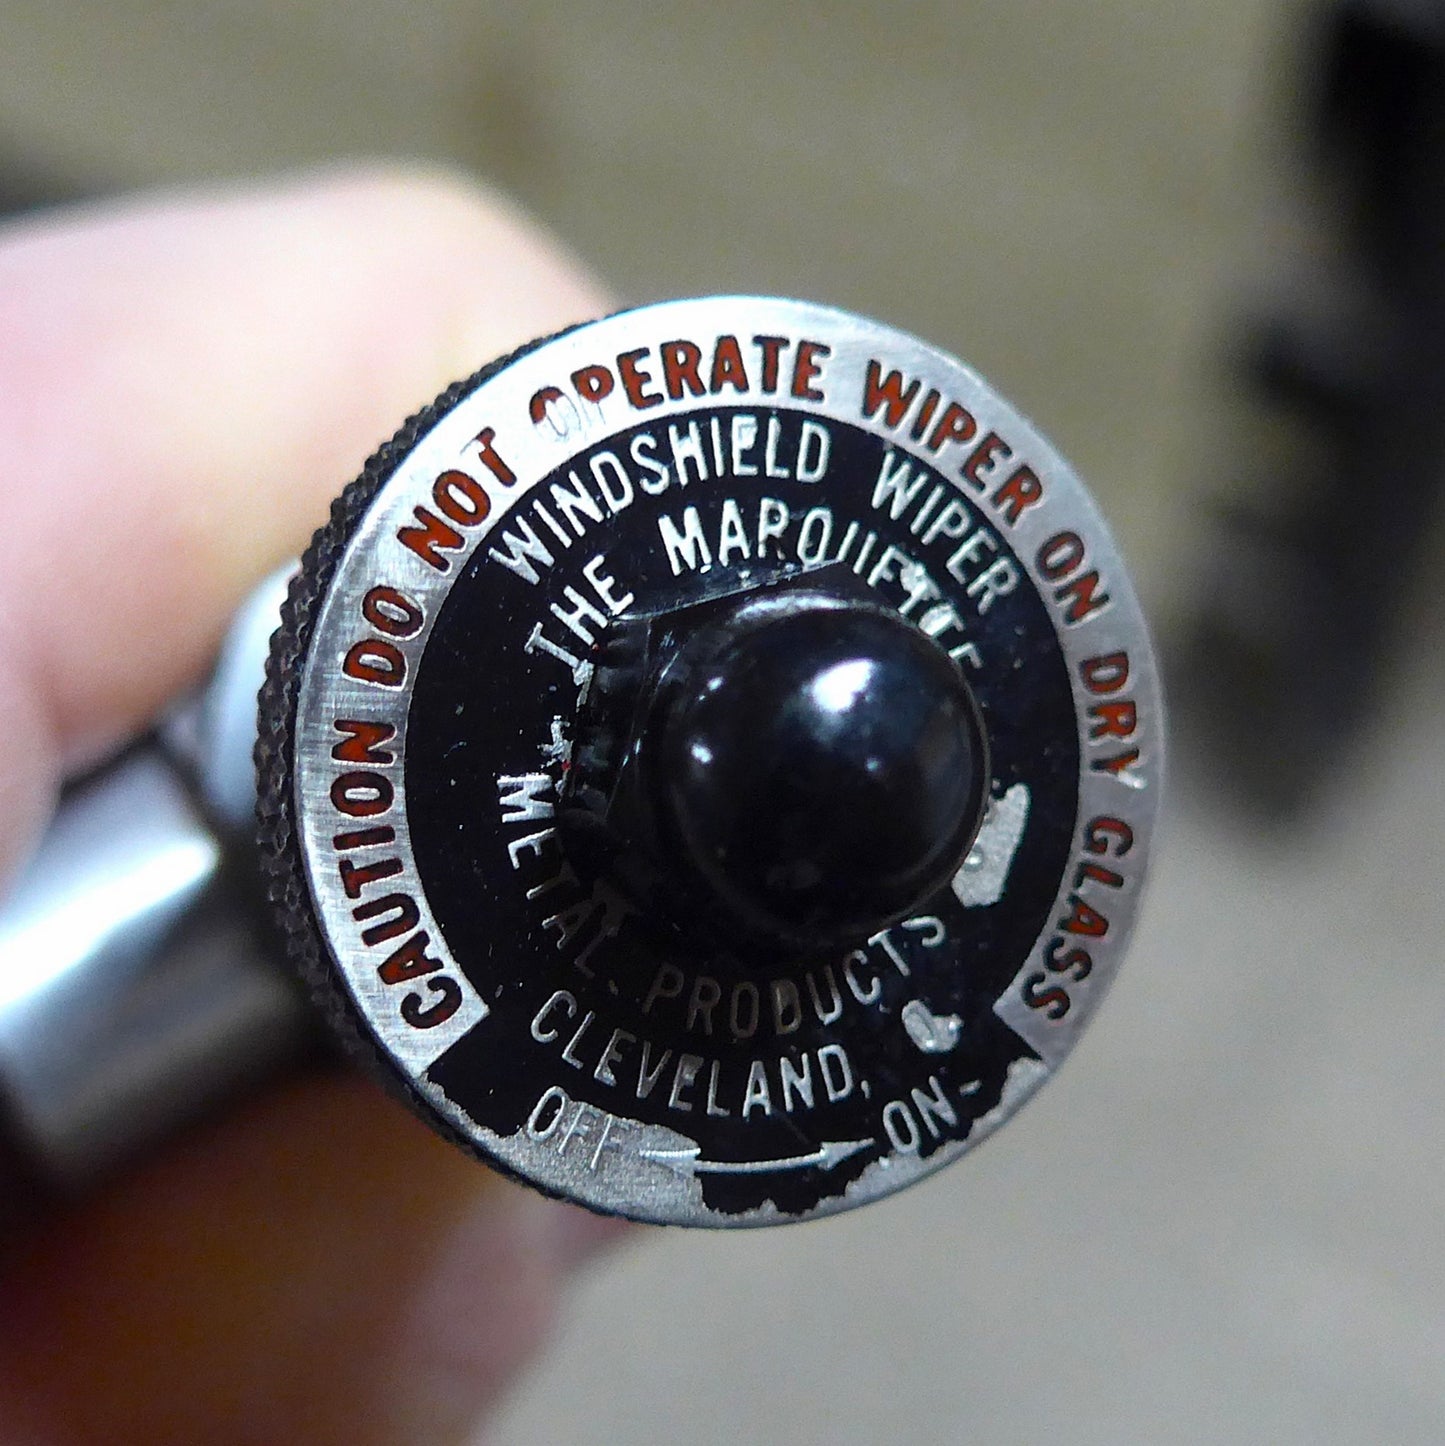 CAUTION DO NOT OPERATE WIPER ON DRY GLASS
WINDSHIELD WIPER
THE MARQUETTE
METAL PRODUCTS
CLEVELAND, O
OFF ON